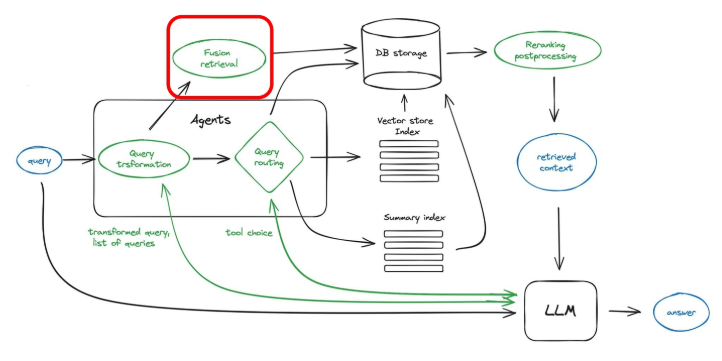 Fusion
retrieval
DB storage
Reranking
postprocessing
Agents
Vector store
Index
query
Query
trsformation
Query
routing
retrieved
context
transformed query,
list of queries
tool choice
Summary index
LLM
answer